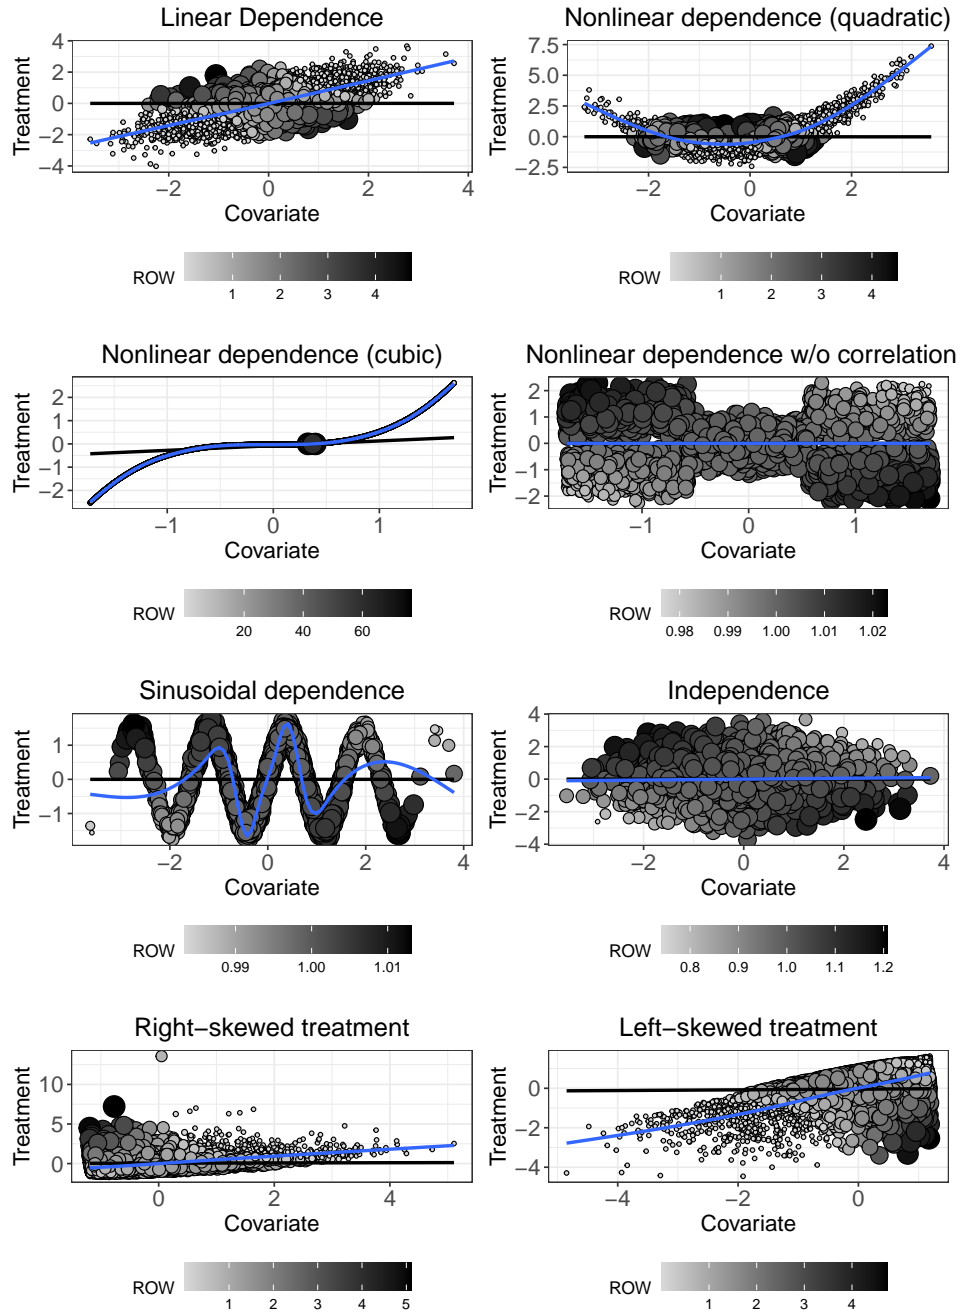 Linear Dependence
Treatment
4
2
0
−2
−4
−2 0 2 4
Covariate
ROW
1 2 3 4
Nonlinear dependence (quadratic)
Treatment
7.5
5.0
2.5
0.0
−2.5
−2 0 2
Covariate
ROW
1 2 3 4
Nonlinear dependence (cubic)
Treatment
2
1
0
−1
−2
−1 0 1
Covariate
ROW
20 40 60
Nonlinear dependence w/o correlation
Treatment
2
1
0
−1
−2
−1 0 1
Covariate
ROW
0.98 0.99 1.00 1.01 1.02
Sinusoidal dependence
Treatment
1
0
−1
−2 0 2 4
Covariate
ROW
0.99 1.00 1.01
Independence
Treatment
4
2
0
−2
−4
−2 0 2 4
Covariate
ROW
0.8 0.9 1.0 1.1 1.2
Right−skewed treatment
Treatment
10
5
0
0 2 4
Covariate
ROW
1 2 3 4 5
Left−skewed treatment
Treatment
0
−2
−4
−4 −2 0
Covariate
ROW
1 2 3 4